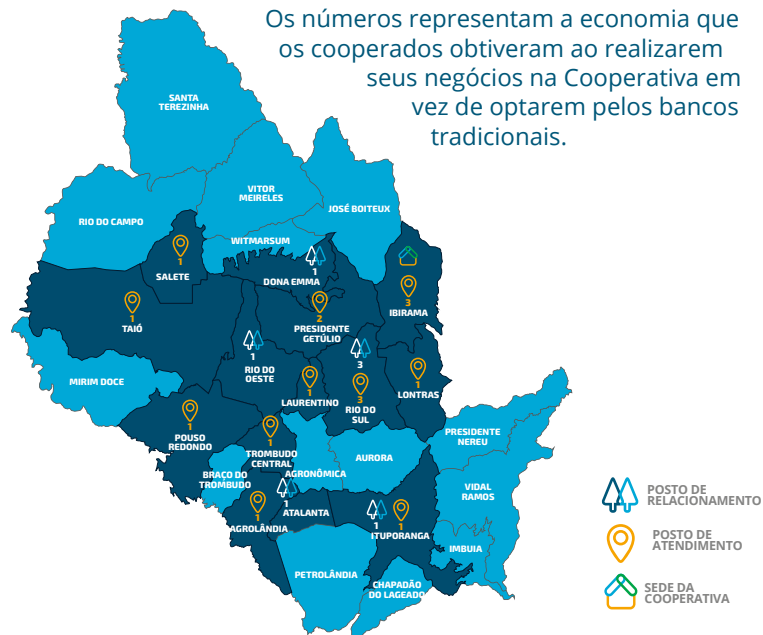 Os números representam a economia que
os cooperados obtiveram ao realizarem
seus negócios na Cooperativa em
vez de optarem pelos bancos
tradicionais.
SANTA
TEREZINHA
VITOR
MEIRELES
JOSÉ BOITEUX
RIO DO CAMPO
WITMARSUM
1
SALETE
1
DONA EMMA
3
IBIRAMA
1
TAIÓ
2
PRESIDENTE
GETÚLIO
1
RIO DO
OESTE
3
MIRIM DOCE
1
LAURENTINO
3
RIO DO
SUL
1
LONTRAS
1
POUSO
REDONDO
1
TROMBUDO
CENTRAL
AGRONÔMICA
AURORA
PRESIDENTE
NEREU
BRAÇO DO
TROMBUDO
VIDAL
RAMOS
1
ATALANTA
1
AGROLÂNDIA
1
1
ITUPORANGA
IMBUIA
PETROLÂNDIA
CHAPADÃO
DO LAGEADO
POSTO DE
RELACIONAMENTO
POSTO DE
ATENDIMENTO
SEDE DA
COOPERATIVA